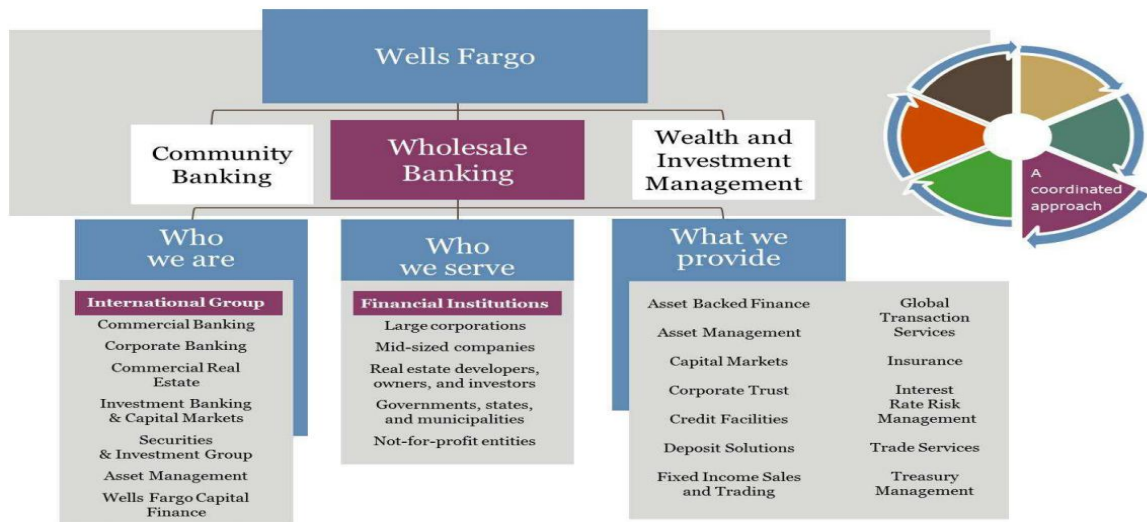 Wells Fargo
Community
Banking
Wholesale
Banking
Wealth and
Investment
Management
A
coordinated
approach
Who
we are
International Group
Commercial Banking
Corporate Banking
Commercial Real
Estate
Investment Banking
& Capital Markets
Securities
& Investment Group
Asset Management
Wells Fargo Capital
Finance
Who
we serve
Financial Institutions
Large corporations
Mid-sized companies
Real estate developers,
owners, and investors
Governments, states,
and municipalities
Not-for-profit entities
What we
provide
Asset Backed Finance
Asset Management
Capital Markets
Corporate Trust
Credit Facilities
Deposit Solutions
Fixed Income Sales
and Trading
Global
Transaction
Services
Insurance
Interest
Rate Risk
Management
Trade Services
Treasury
Management